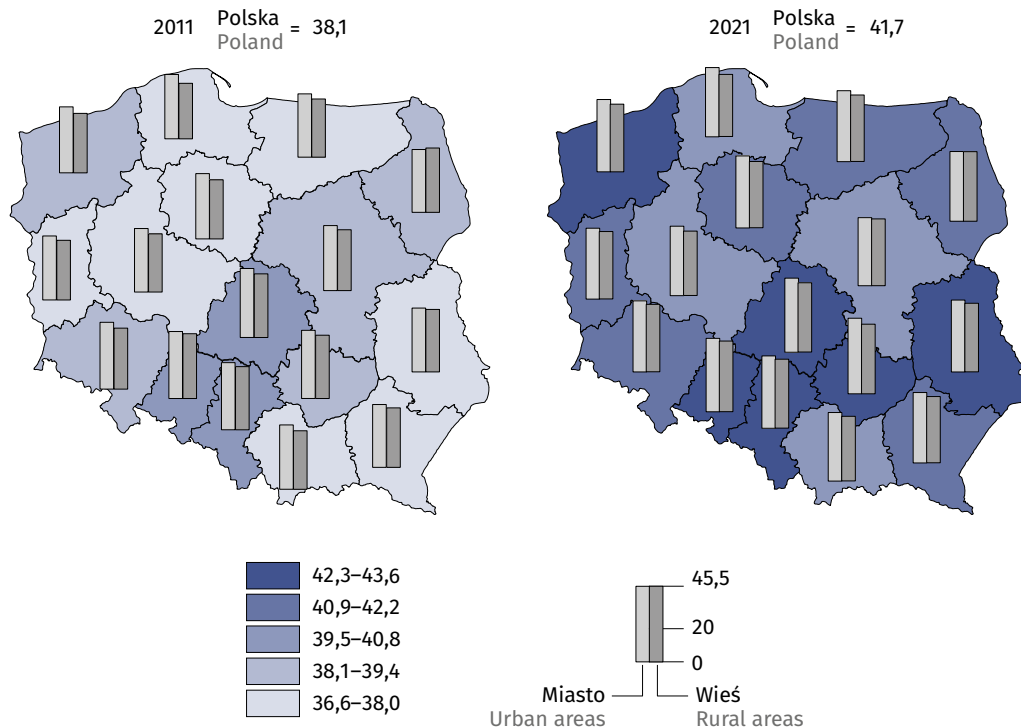 2011 Polska = 38,1
Poland
2021 Polska = 41,7
Poland
42,3–43,6
40,9–42,2
39,5–40,8
38,1–39,4
36,6–38,0
45,5
20
0
Miasto Wieś
Urban areas Rural areas